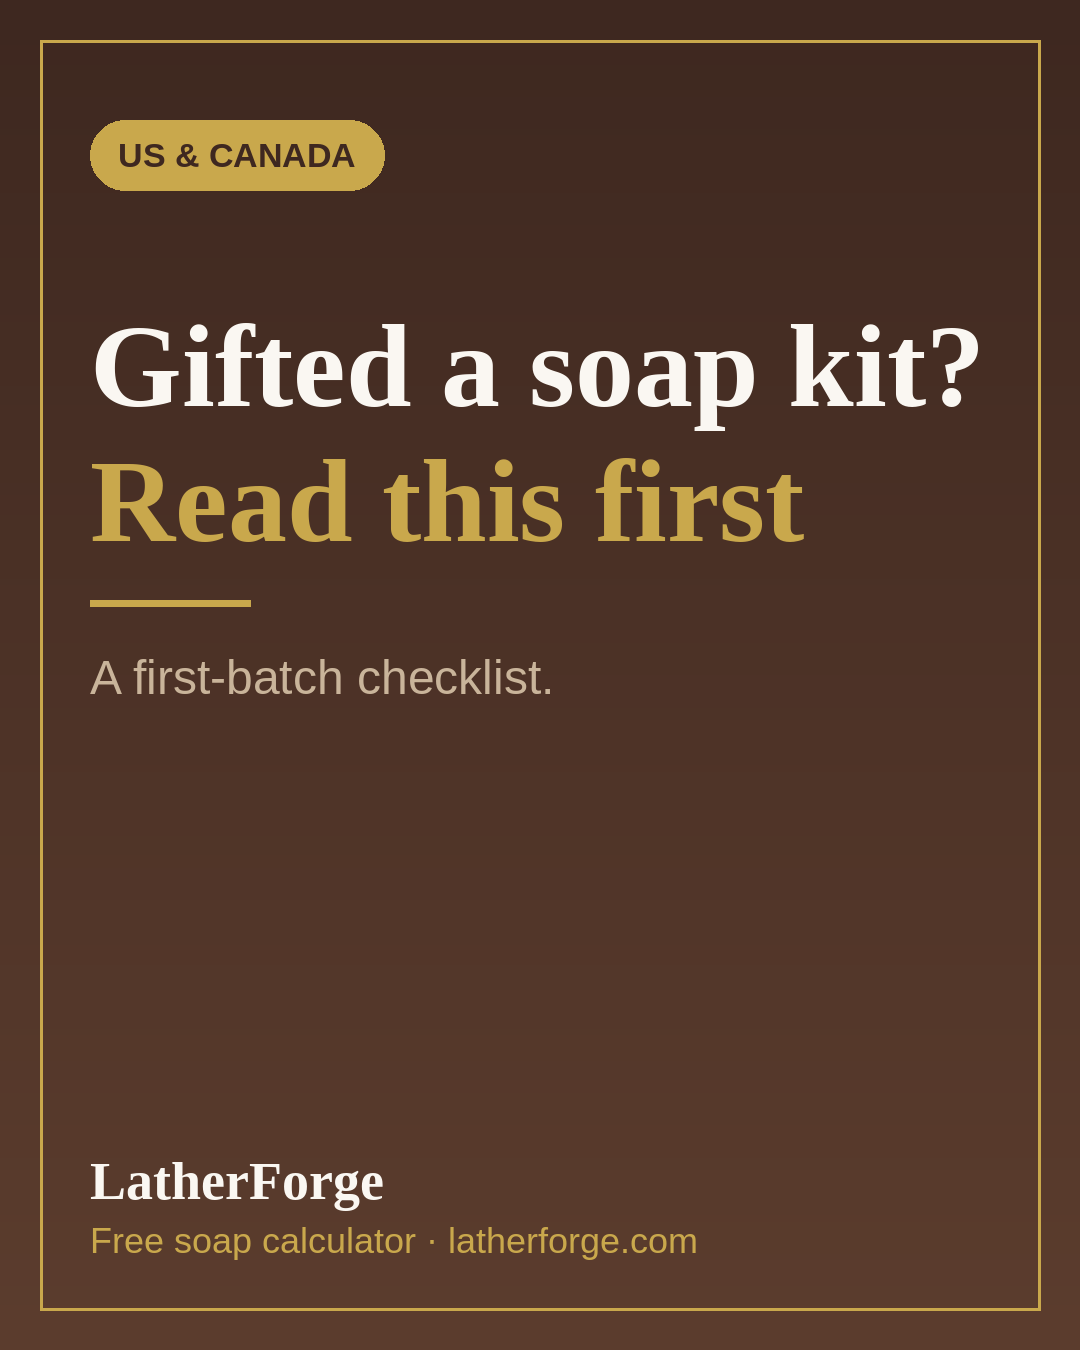 US & CANADA
Gifted a soap kit?
Read this first
A first-batch checklist.
LatherForge
Free soap calculator · latherforge.com